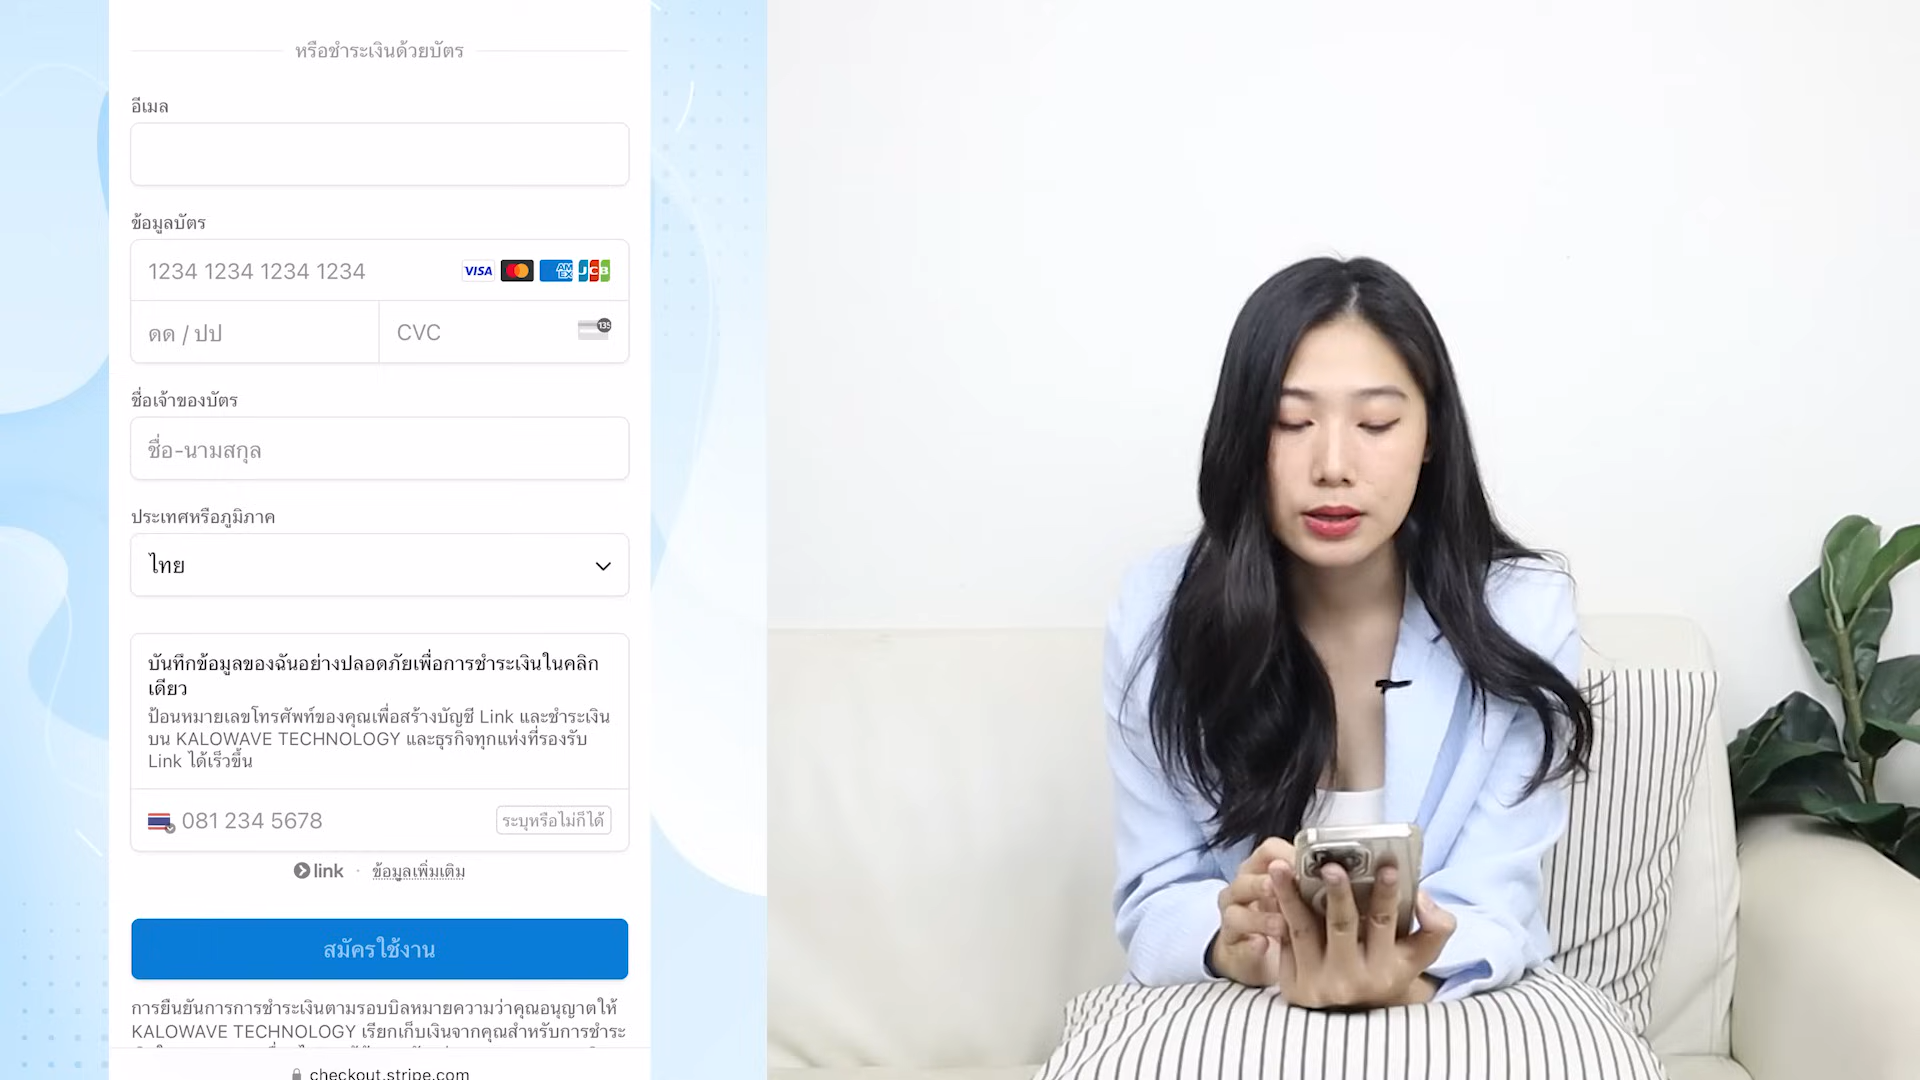 หรือชำระเงินด้วยบัตร
อีเมล
ข้อมูลบัตร
1234 1234 1234 1234
VISA
AM EX
JCB
ดด / ปป
CVC
135
ชื่อเจ้าของบัตร
ชื่อ-นามสกุล
ประเทศหรือภูมิภาค
ไทย
บันทึกข้อมูลของฉันอย่างปลอดภัยเพื่อการชำระเงินในคลิก
เดียว
ป้อนหมายเลขโทรศัพท์ของคุณเพื่อสร้างบัญชี Link และชำระเงิน
บน KALOWAVE TECHNOLOGY และธุรกิจทุกแห่งที่รองรับ
Link ได้เร็วขึ้น
081 234 5678
ระบุหรือไม่ก็ได้
link · ข้อมูลเพิ่มเติม
สมัครใช้งาน
การยืนยันการการชำระเงินตามรอบบิลหมายความว่าคุณอนุญาตให้
KALOWAVE TECHNOLOGY เรียกเก็บเงินจากคุณสำหรับการชำระ
checkout.stripe.com